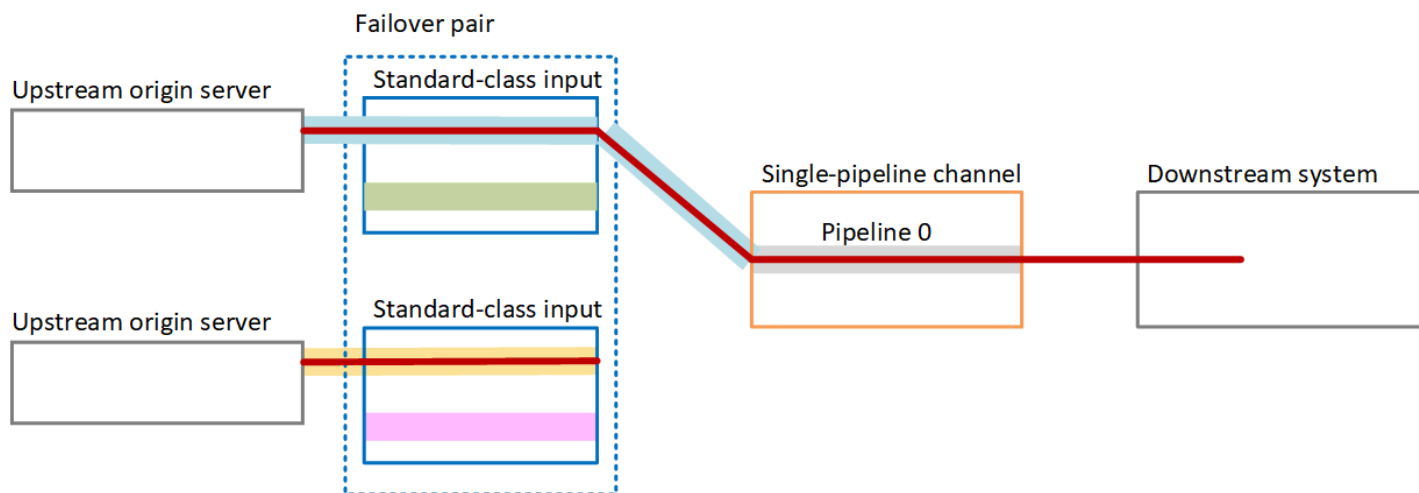 Failover pair
Upstream origin server
Standard-class input
Single-pipeline channel
Downstream system
Pipeline 0
Upstream origin server
Standard-class input